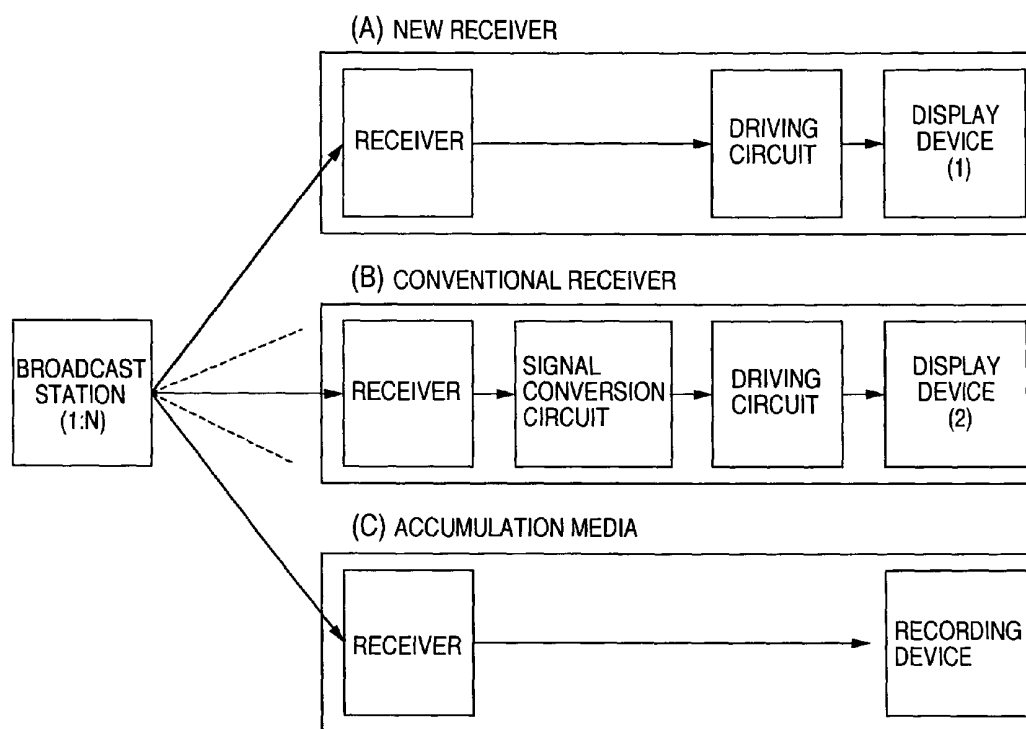 (A) NEW RECEIVER
RECEIVER
DRIVING
CIRCUIT
DISPLAY
DEVICE
(1)
(B) CONVENTIONAL RECEIVER
BROADCAST
STATION
(1:N)
RECEIVER
SIGNAL
CONVERSION
CIRCUIT
DRIVING
CIRCUIT
DISPLAY
DEVICE
(2)
(C) ACCUMULATION MEDIA
RECEIVER
RECORDING
DEVICE